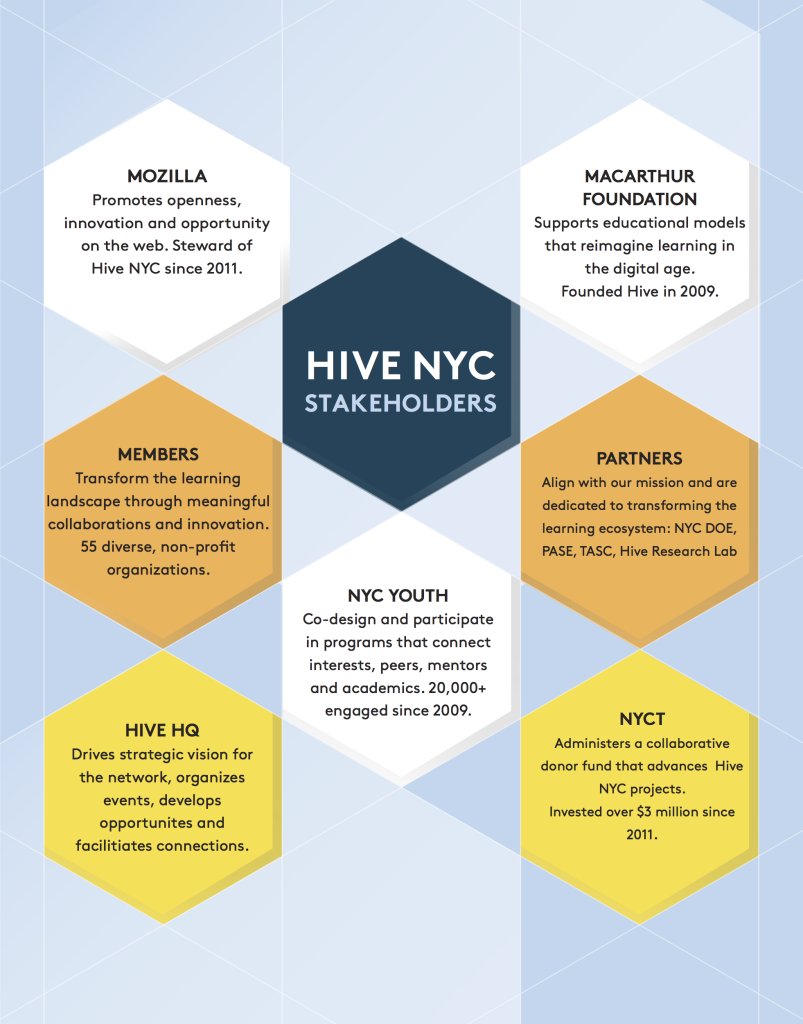 MOZILLA
Promotes openness,
innovation and opportunity
on the web. Steward of
Hive NYC since 2011.
MACARTHUR
FOUNDATION
Supports educational models
that reimagine learning in
the digital age.
Founded Hive in 2009.
HIVE NYC
STAKEHOLDERS
MEMBERS
Transform the learning
landscape through meaningful
collaborations and innovation.
55 diverse, non-profit
organizations.
PARTNERS
Align with our mission and are
dedicated to transforming the
learning ecosystem: NYC DOE,
PASE, TASC, Hive Research Lab
NYC YOUTH
Co-design and participate
in programs that connect
interests, peers, mentors
and academics. 20,000+
engaged since 2009.
HIVE HQ
Drives strategic vision for
the network, organizes
events, develops
opportunites and
facilitiates connections.
NYCT
Administers a collaborative
donor fund that advances  Hive
NYC projects.
Invested over $3 million since
2011.